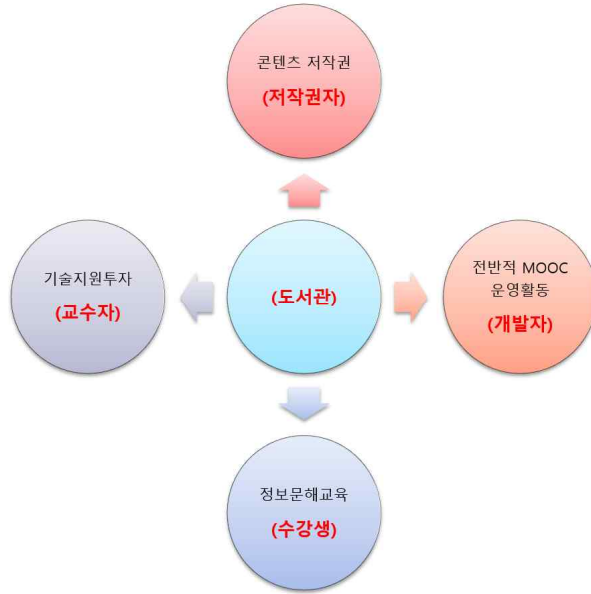 콘텐츠 저작권
(저작권자)
기술지원투자
(교수자)
(도서관)
전반적 MOOC
운영활동
(개발자)
정보문해교육
(수강생)